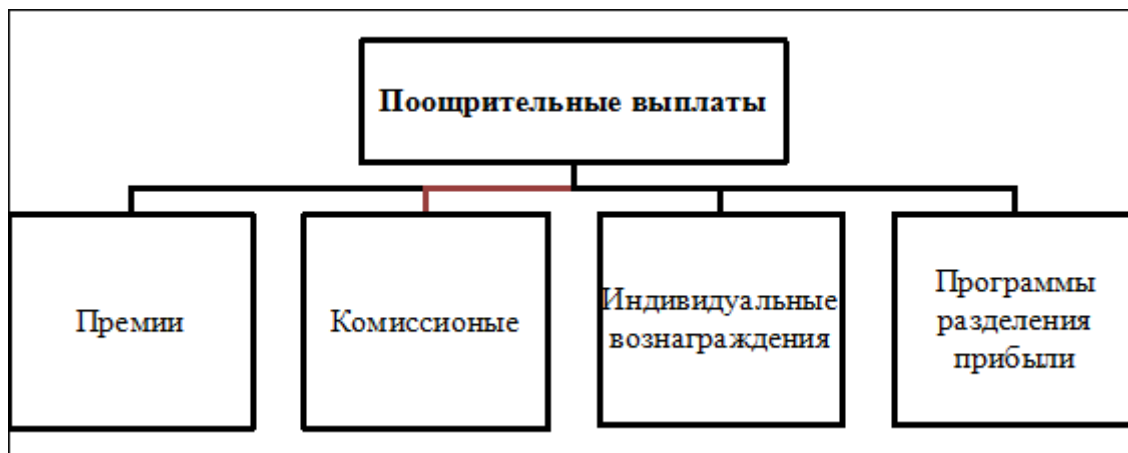 Поощрительные выплаты
Премии
Комиссионые
Индивидуальные
вознаграждения
Программы
разделения
прибыли